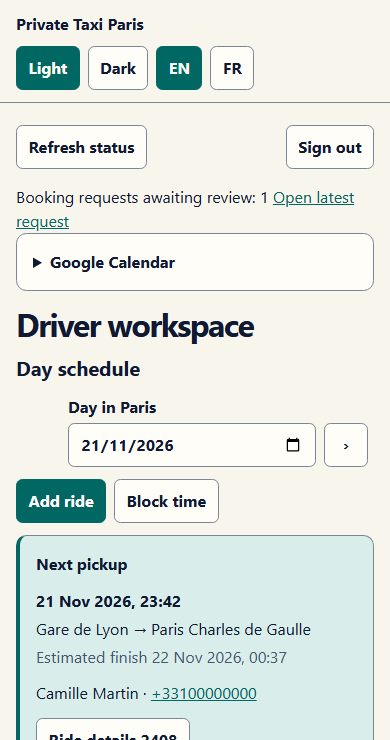 Private Taxi Paris
Light Dark EN FR
Refresh status Sign out
Booking requests awaiting review: 1 Open latest
request
▶ Google Calendar
Driver workspace
Day schedule
Day in Paris
21/11/2026 ›
Add ride Block time
Next pickup
21 Nov 2026, 23:42
Gare de Lyon → Paris Charles de Gaulle
Estimated finish 22 Nov 2026, 00:37
Camille Martin · +33100000000
Ride details 2408